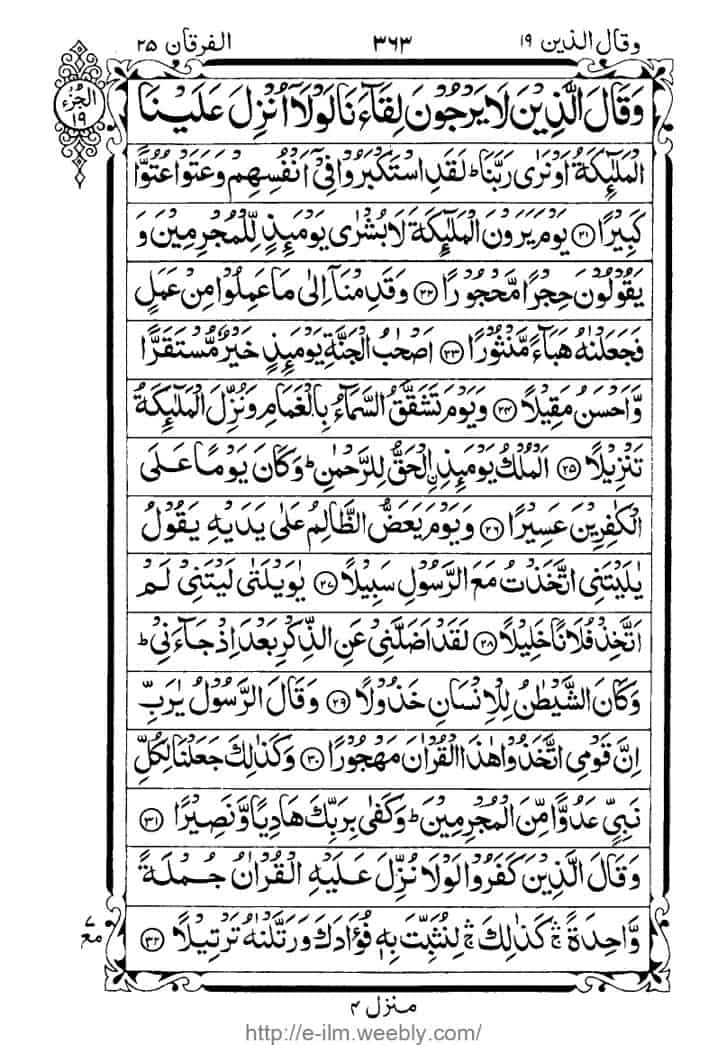 وقال الذين ١٩
٣٦٣
الفرقان ٢٥
الجزء ١٩
وَقَالَ الَّذِيْنَ لَا يَرْجُوْنَ لِقَآءَنَا لَوْلَاۤ اُنْزِلَ عَلَيْنَا
الْمَلٰٓئِكَةُ اَوْ نَرٰى رَبَّنَا ؕ لَقَدِ اسْتَكْبَرُوْا فِيْۤ اَنْفُسِهِمْ وَعَتَوْا عُتُوًّا
كَبِيْرًا ﴿٢١﴾ يَوْمَ يَرَوْنَ الْمَلٰٓئِكَةَ لَا بُشْرٰى يَوْمَئِذٍ لِّلْمُجْرِمِيْنَ وَ
يَقُوْلُوْنَ حِجْرًا مَّحْجُوْرًا ﴿٢٢﴾ وَقَدِمْنَاۤ اِلٰى مَا عَمِلُوْا مِنْ عَمَلٍ
فَجَعَلْنٰهُ هَبَآءً مَّنْثُوْرًا ﴿٢٣﴾ اَصْحٰبُ الْجَنَّةِ يَوْمَئِذٍ خَيْرٌ مُّسْتَقَرًّا
وَّاَحْسَنُ مَقِيْلًا ﴿٢٤﴾ وَيَوْمَ تَشَقَّقُ السَّمَآءُ بِالْغَمَامِ وَنُزِّلَ الْمَلٰٓئِكَةُ
تَنْزِيْلًا ﴿٢٥﴾ اَلْمُلْكُ يَوْمَئِذِ ِۨالْحَقُّ لِلرَّحْمٰنِ ؕ وَكَانَ يَوْمًا عَلَى
الْكٰفِرِيْنَ عَسِيْرًا ﴿٢٦﴾ وَيَوْمَ يَعَضُّ الظَّالِمُ عَلٰى يَدَيْهِ يَقُوْلُ
يٰلَيْتَنِى اتَّخَذْتُ مَعَ الرَّسُوْلِ سَبِيْلًا ﴿٢٧﴾ يٰوَيْلَتٰى لَيْتَنِيْ لَمْ
اَتَّخِذْ فُلَانًا خَلِيْلًا ﴿٢٨﴾ لَقَدْ اَضَلَّنِيْ عَنِ الذِّكْرِ بَعْدَ اِذْ جَآءَنِيْ ؕ
وَكَانَ الشَّيْطٰنُ لِلْاِنْسَانِ خَذُوْلًا ﴿٢٩﴾ وَقَالَ الرَّسُوْلُ يٰرَبِّ
اِنَّ قَوْمِى اتَّخَذُوْا هٰذَا الْقُرْاٰنَ مَهْجُوْرًا ﴿٣٠﴾ وَكَذٰلِكَ جَعَلْنَا لِكُلِّ
نَبِيٍّ عَدُوًّا مِّنَ الْمُجْرِمِيْنَ ؕ وَكَفٰى بِرَبِّكَ هَادِيًا وَّنَصِيْرًا ﴿٣١﴾
وَقَالَ الَّذِيْنَ كَفَرُوْا لَوْلَا نُزِّلَ عَلَيْهِ الْقُرْاٰنُ جُمْلَةً
وَّاحِدَةً ۛۚ كَذٰلِكَ ۛۚ لِنُثَبِّتَ بِهٖ فُؤَادَكَ وَرَتَّلْنٰهُ تَرْتِيْلًا ﴿٣٢﴾
مع ٧
منزل ٤
http://e-ilm.weebly.com/